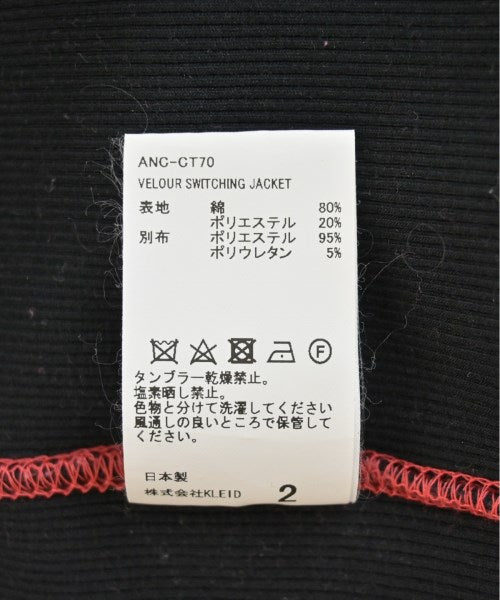 ANC-CT70
VELOUR SWITCHING JACKET
表地 綿 80%
ポリエステル 20%
別布 ポリエステル 95%
ポリウレタン 5%
F
タンブラー乾燥禁止。
塩素晒し禁止。
色物と分けて洗濯してください
風通しの良いところで保管して
ください。
日本製
株式会社KLEID 2